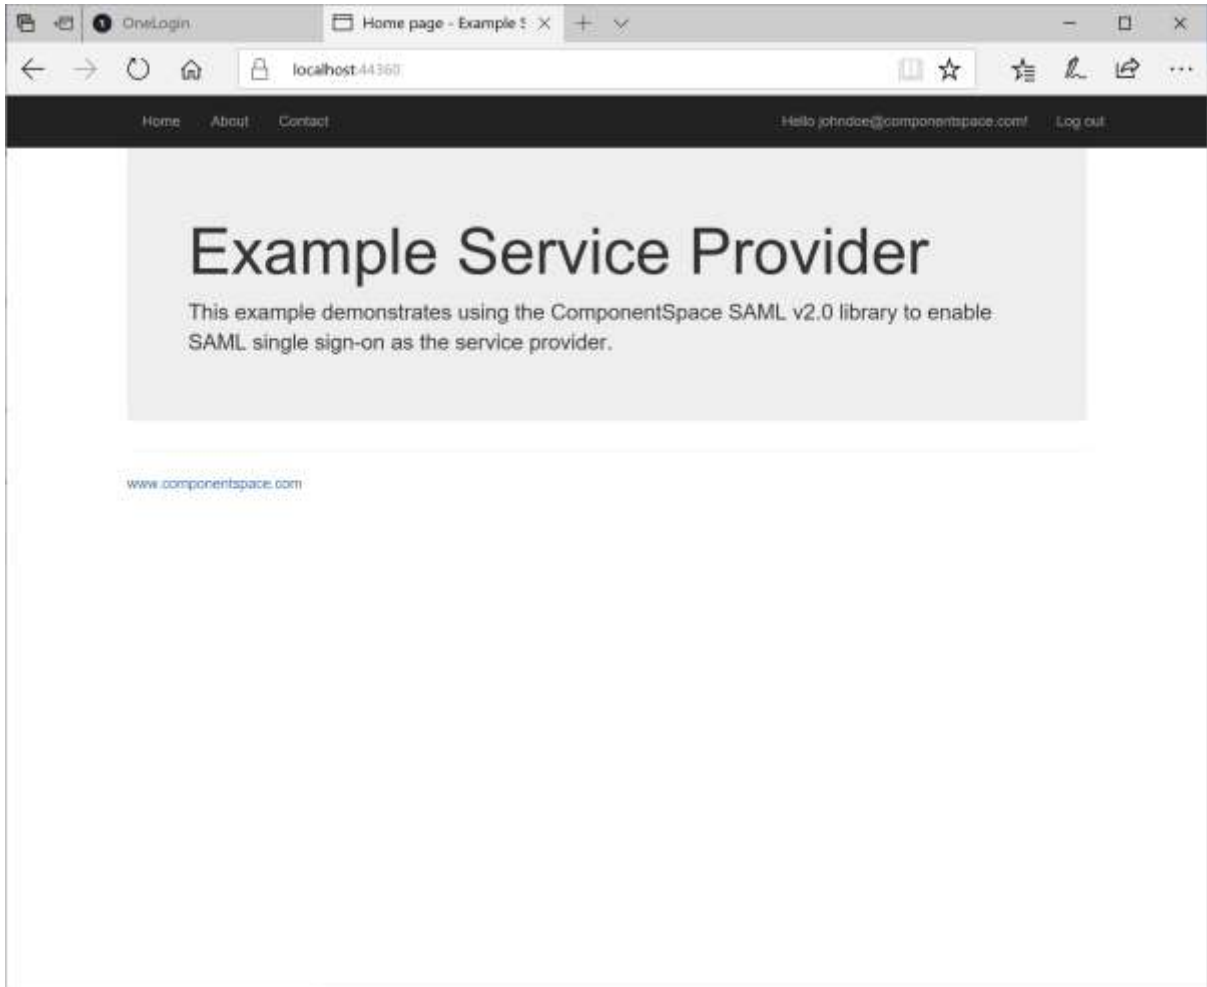 OneLogin
Home page - Example S
localhost:44360
Home About Contact Hello johndoe@componentspace.com! Log out
Example Service Provider
This example demonstrates using the ComponentSpace SAML v2.0 library to enable
SAML single sign-on as the service provider.
www.componentspace.com